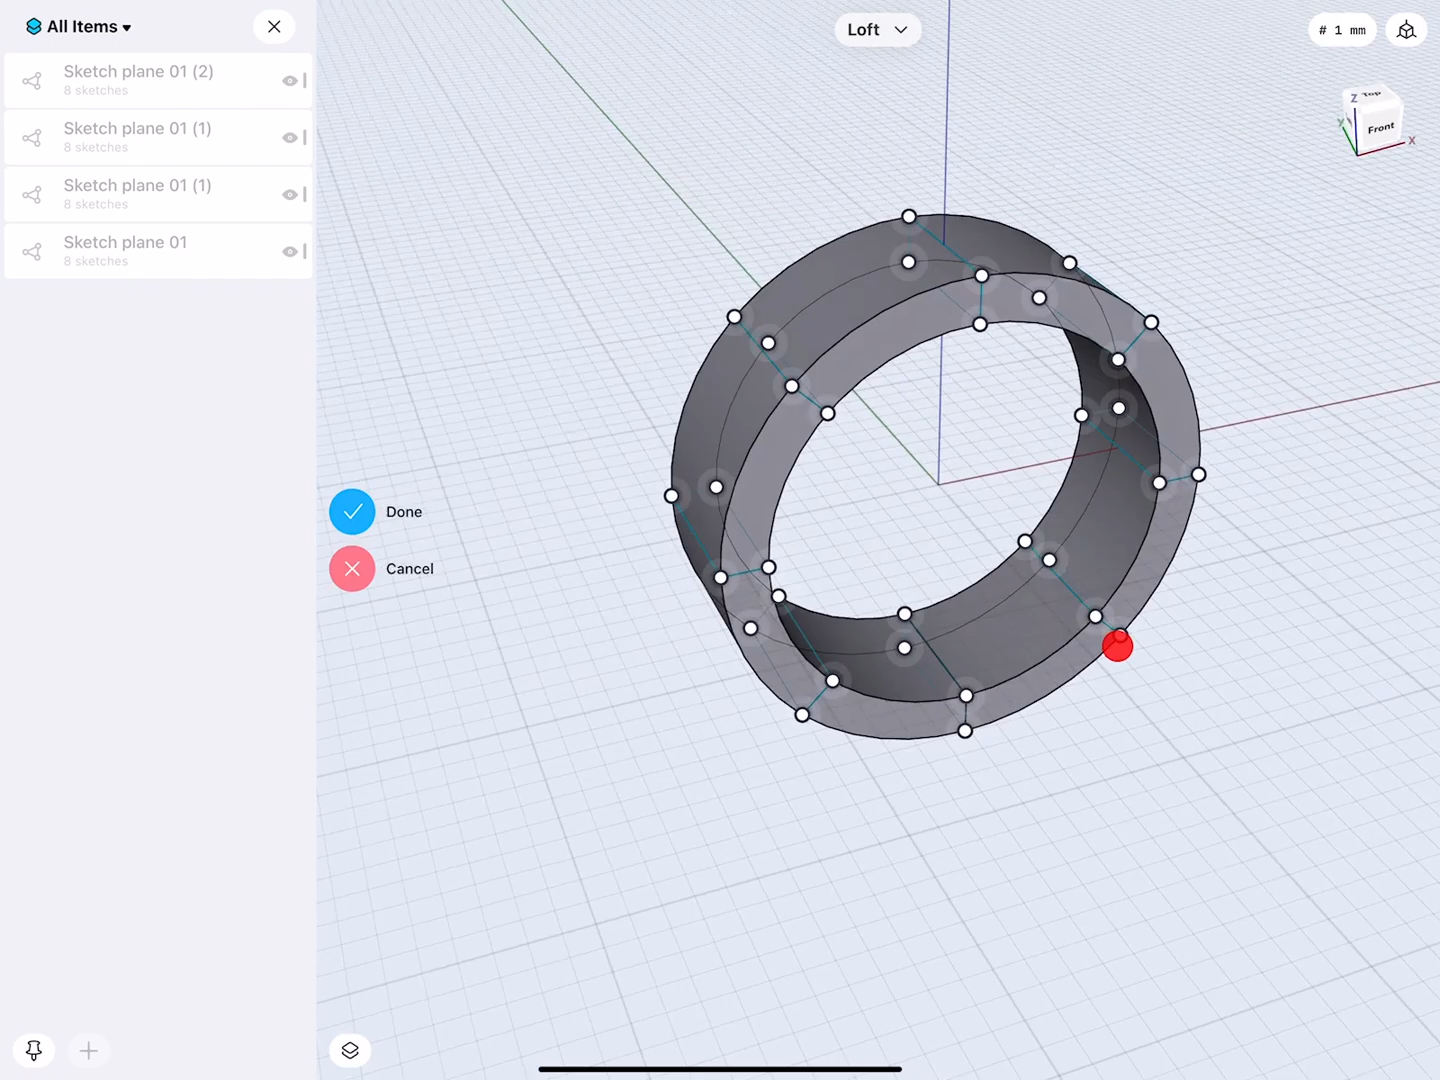 All Items
Sketch plane 01 (2)
8 sketches
Sketch plane 01 (1)
8 sketches
Sketch plane 01 (1)
8 sketches
Sketch plane 01
8 sketches
Loft
# 1 mm
Top
Z
Y
Front
X
Done
Cancel